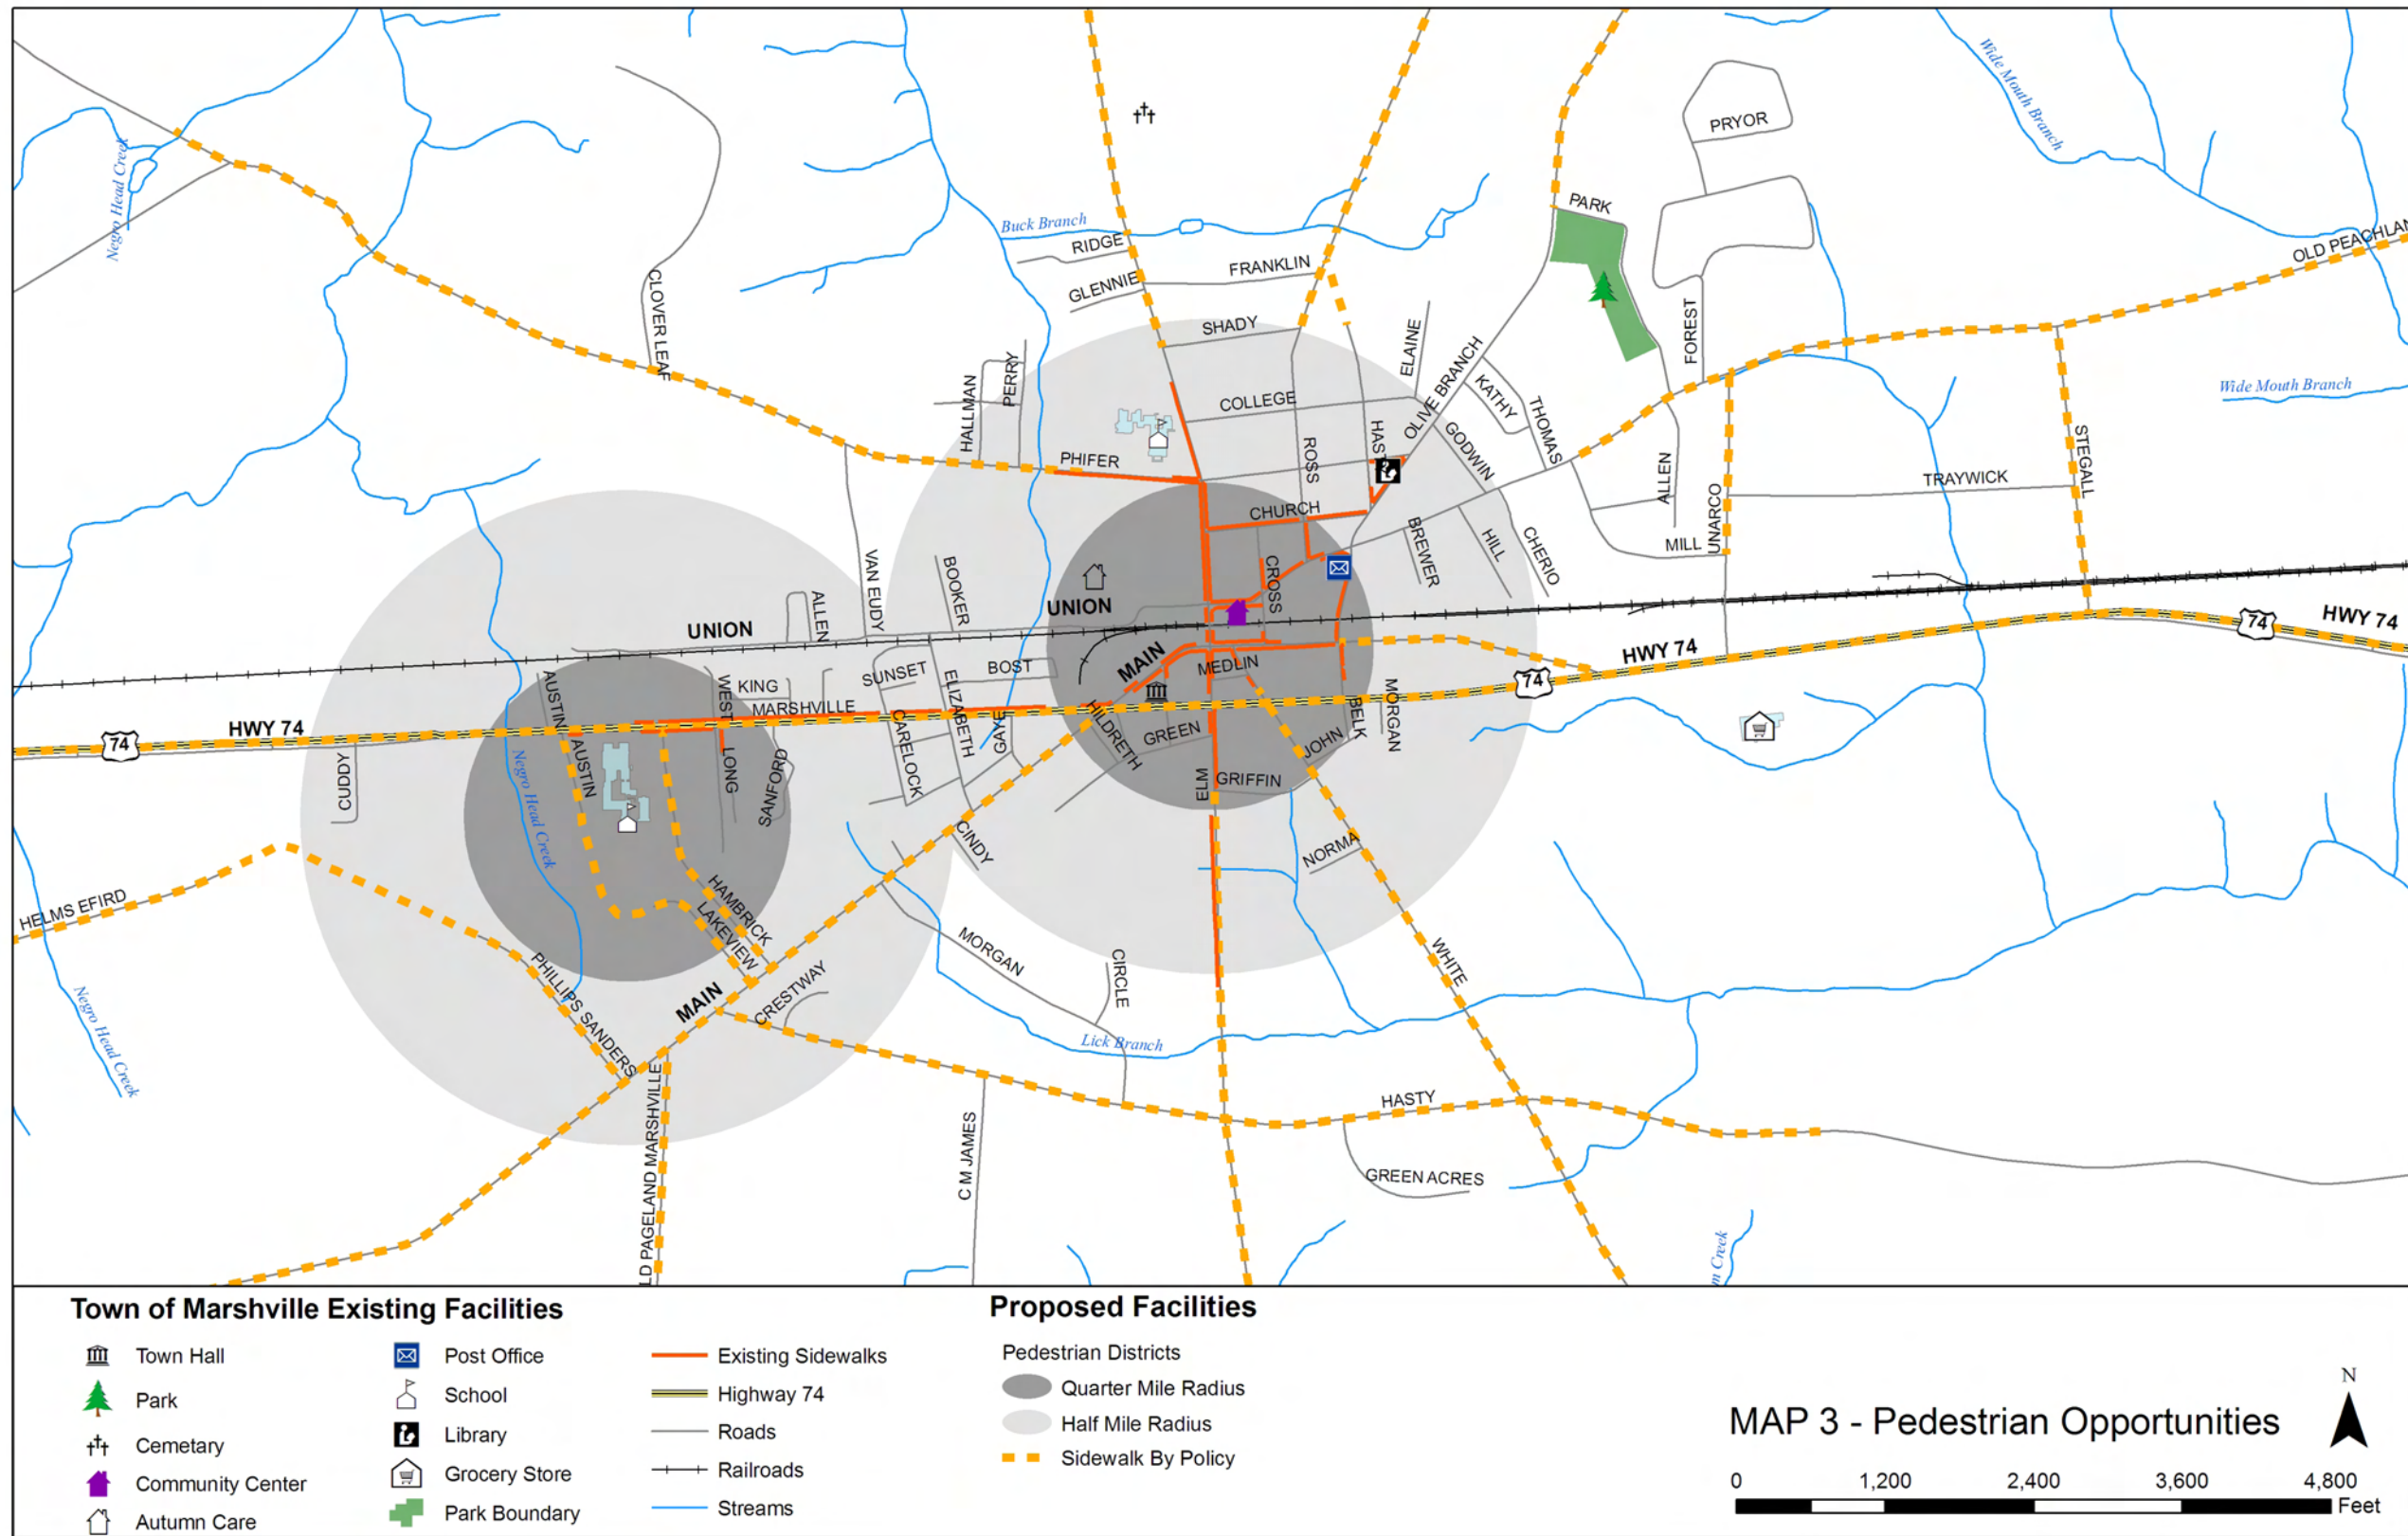 Wide Mouth Branch
PRYOR
Negro Head Creek
PARK
Buck Branch
RIDGE
FRANKLIN
GLENNIE
OLD PEACHLAN
CLOVER LEAF
SHADY
ELAINE
FOREST
OLIVE BRANCH
PERRY
HALLMAN
COLLEGE
KATHY
THOMAS
Wide Mouth Branch
HAST
GODWIN
ROSS
PHIFER
STEGALL
ALLEN
TRAYWICK
UNARCO
CHURCH
BREWER
HILL
CHERIO
MILL
VAN EUDY
BOOKER
CROSS
UNION
ALLEN
UNION
HWY 74
74
HWY 74
MAIN
MEDLIN
BOST
SUNSET
ELIZABETH
AUSTIN
WEST
KING
MARSHVILLE
74
BELK
MORGAN
HWY 74
74
CARELOCK
GAYE
HILDRETH
GREEN
JOHN
CUDDY
AUSTIN
Negro Head Creek
LONG
SANFORD
ELM
GRIFFIN
CINDY
NORMA
HELMS EFIRD
HAMBRICK
LAKEVIEW
MORGAN
CIRCLE
WHITE
PHILLIPS SANDERS
MAIN
CRESTWAY
Negro Head Creek
Lick Branch
LD PAGELAND MARSHVILLE
HASTY
C M JAMES
GREEN ACRES
m Creek
Town of Marshville Existing Facilities
Town Hall
Park
Cemetary
Community Center
Autumn Care
Post Office
School
Library
Grocery Store
Park Boundary
Existing Sidewalks
Highway 74
Roads
Railroads
Streams
Proposed Facilities
Pedestrian Districts
Quarter Mile Radius
Half Mile Radius
Sidewalk By Policy
MAP 3 - Pedestrian Opportunities
N
0 1,200 2,400 3,600 4,800
Feet